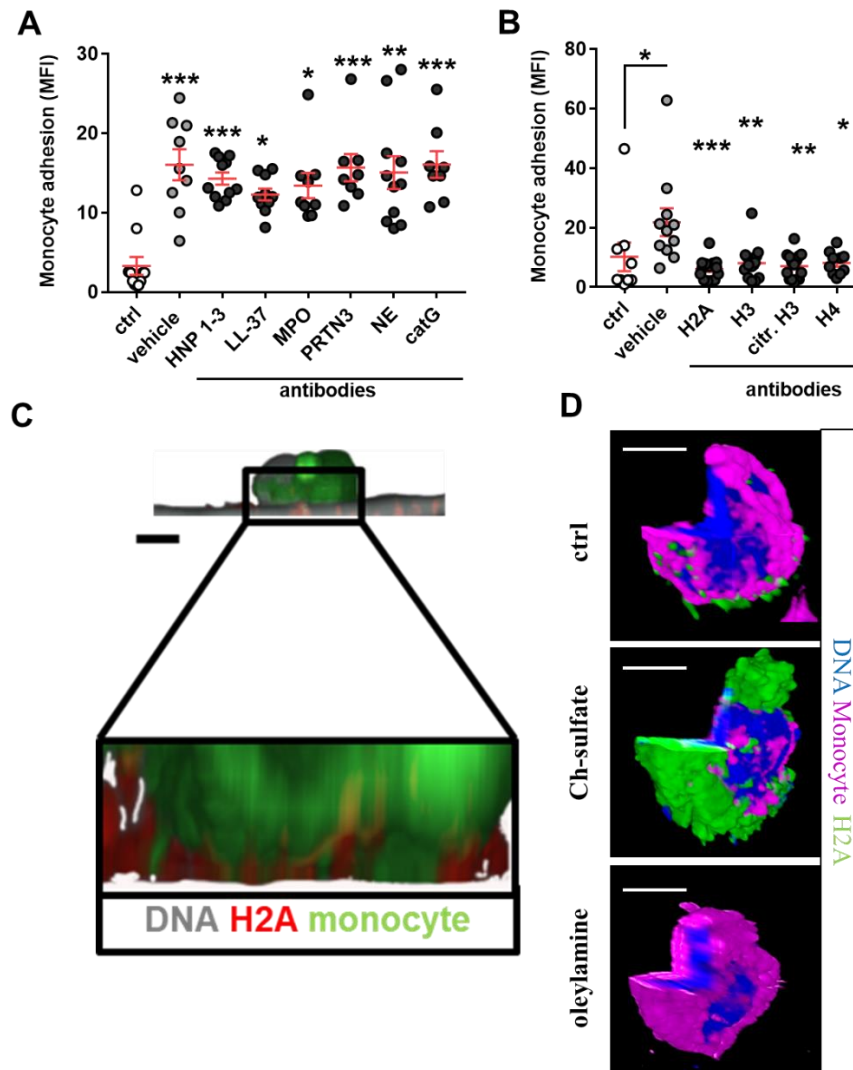 A
Monocyte adhesion (MFI)
30
20
10
0
***
***
*
*
***
**
***
ctrl
vehicle
HNP 1-3
LL-37
MPO
PRTN3
NE
catG
antibodies
B
Monocyte adhesion (MFI)
80
60
40
20
0
*
***
**
**
*
ctrl
vehicle
H2A
H3
citr. H3
H4
antibodies
C
DNA H2A monocyte
D
ctrl
Ch-sulfate
oleylamine
DNA Monocyte H2A